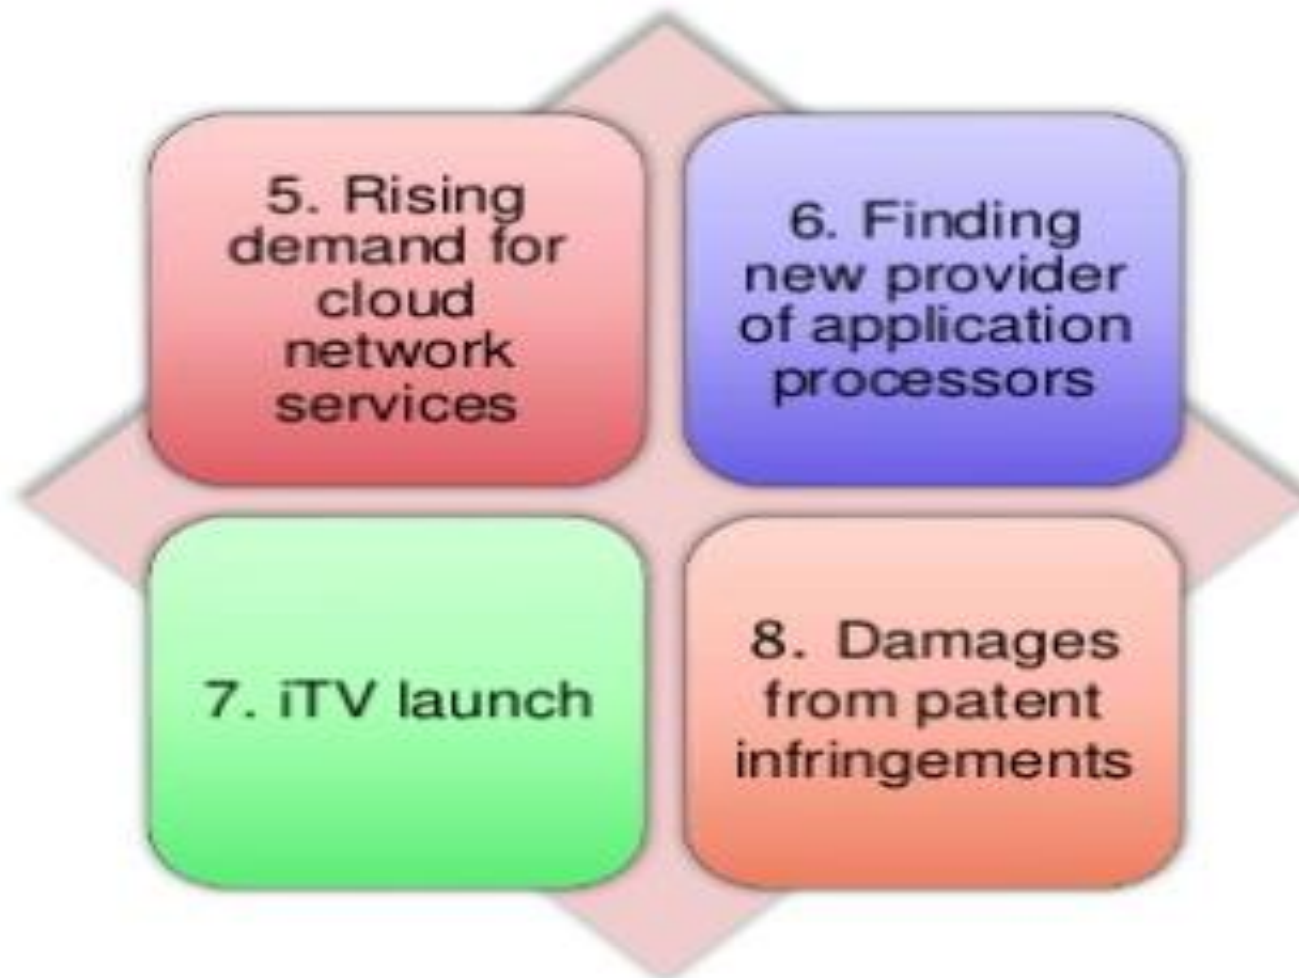 5. Rising
demand for
cloud
network
services
6. Finding
new provider
of application
processors
7. iTV launch
8. Damages
from patent
infringements